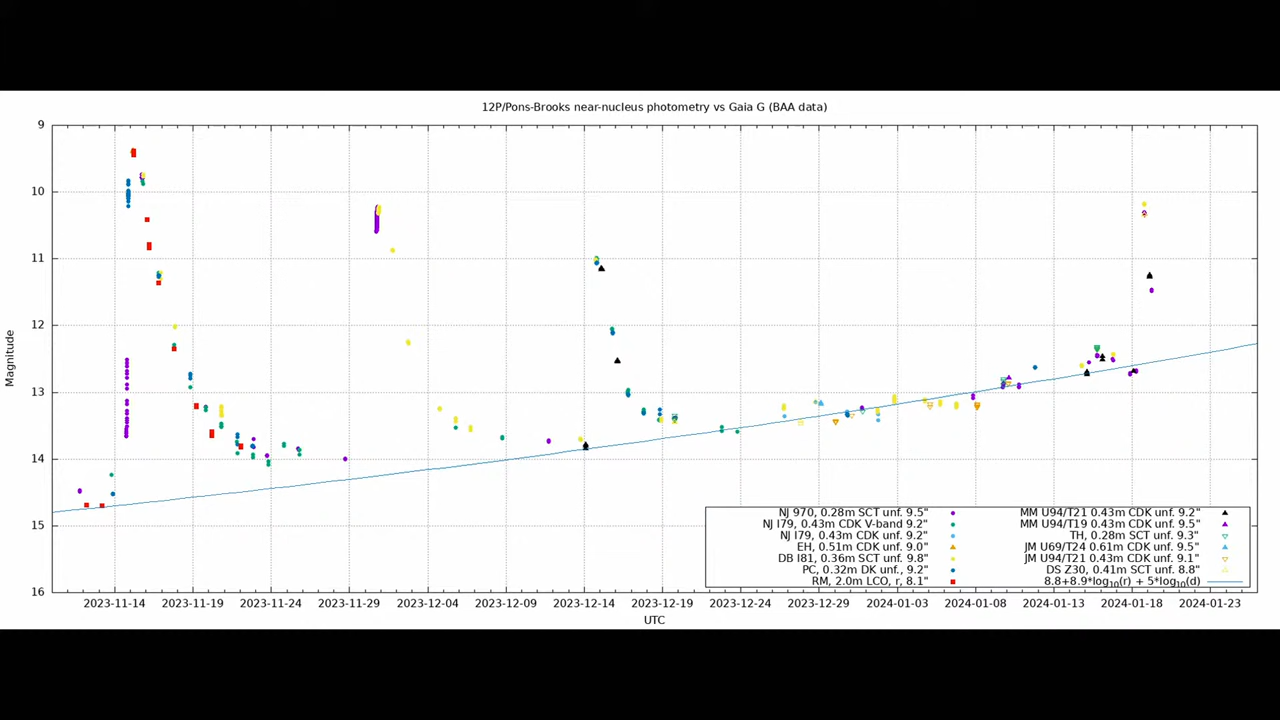 12P/Pons-Brooks near-nucleus photometry vs Gaia G (BAA data)
9
10
11
12
13
14
15
16
Magnitude
NJ 970, 0.28m SCT unf. 9.5"
NJ I79, 0.43m CDK V-band 9.2"
NJ I79, 0.43m CDK unf. 9.2"
EH, 0.51m CDK unf. 9.0"
DB I81, 0.36m SCT unf. 9.8"
PC, 0.32m DK unf., 9.2"
RM, 2.0m LCO, r, 8.1"
MM U94/T21 0.43m CDK unf. 9.2"
MM U94/T19 0.43m CDK unf. 9.5"
TH, 0.28m SCT unf. 9.3"
JM U69/T24 0.61m CDK unf. 9.5"
JM U94/T21 0.43m CDK unf. 9.1"
DS Z30, 0.41m SCT unf. 8.8"
8.8+8.9*log10(r) + 5*log10(d)
2023-11-14 2023-11-19 2023-11-24 2023-11-29 2023-12-04 2023-12-09 2023-12-14 2023-12-19 2023-12-24 2023-12-29 2024-01-03 2024-01-08 2024-01-13 2024-01-18 2024-01-23
UTC